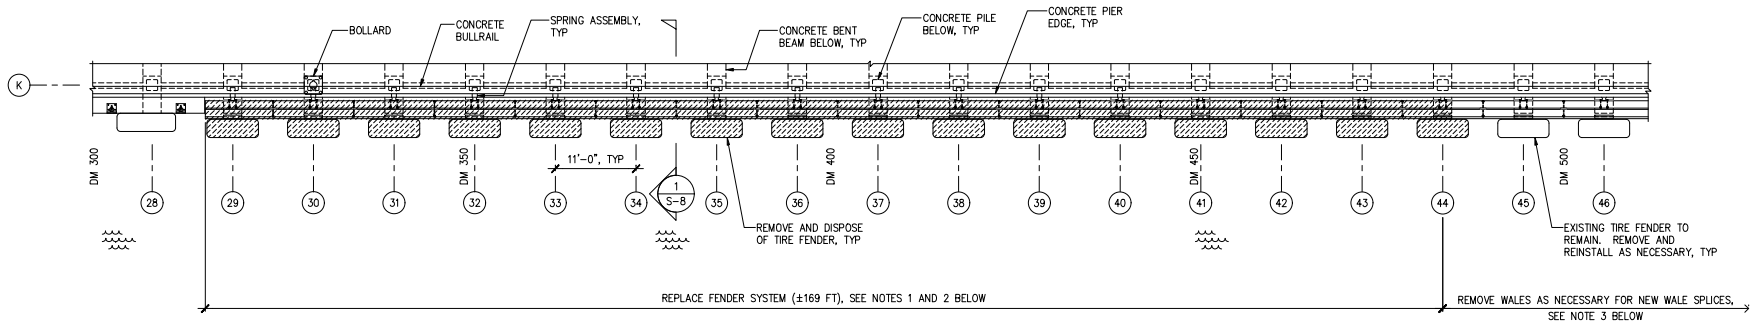 BOLLARD
CONCRETE
BULLRAIL
SPRING ASSEMBLY,
TYP
CONCRETE BENT
BEAM BELOW, TYP
CONCRETE PILE
BELOW, TYP
CONCRETE PIER
EDGE, TYP
K
DM 300
DM 350
DM 400
DM 450
DM 500
11'-0", TYP
1
S-8
28
29
30
31
32
33
34
35
36
37
38
39
40
41
42
43
44
45
46
REMOVE AND DISPOSE
OF TIRE FENDER, TYP
EXISTING TIRE FENDER TO
REMAIN. REMOVE AND
REINSTALL AS NECESSARY, TYP
REPLACE FENDER SYSTEM (±169 FT), SEE NOTES 1 AND 2 BELOW
REMOVE WALES AS NECESSARY FOR NEW WALE SPLICES,
SEE NOTE 3 BELOW